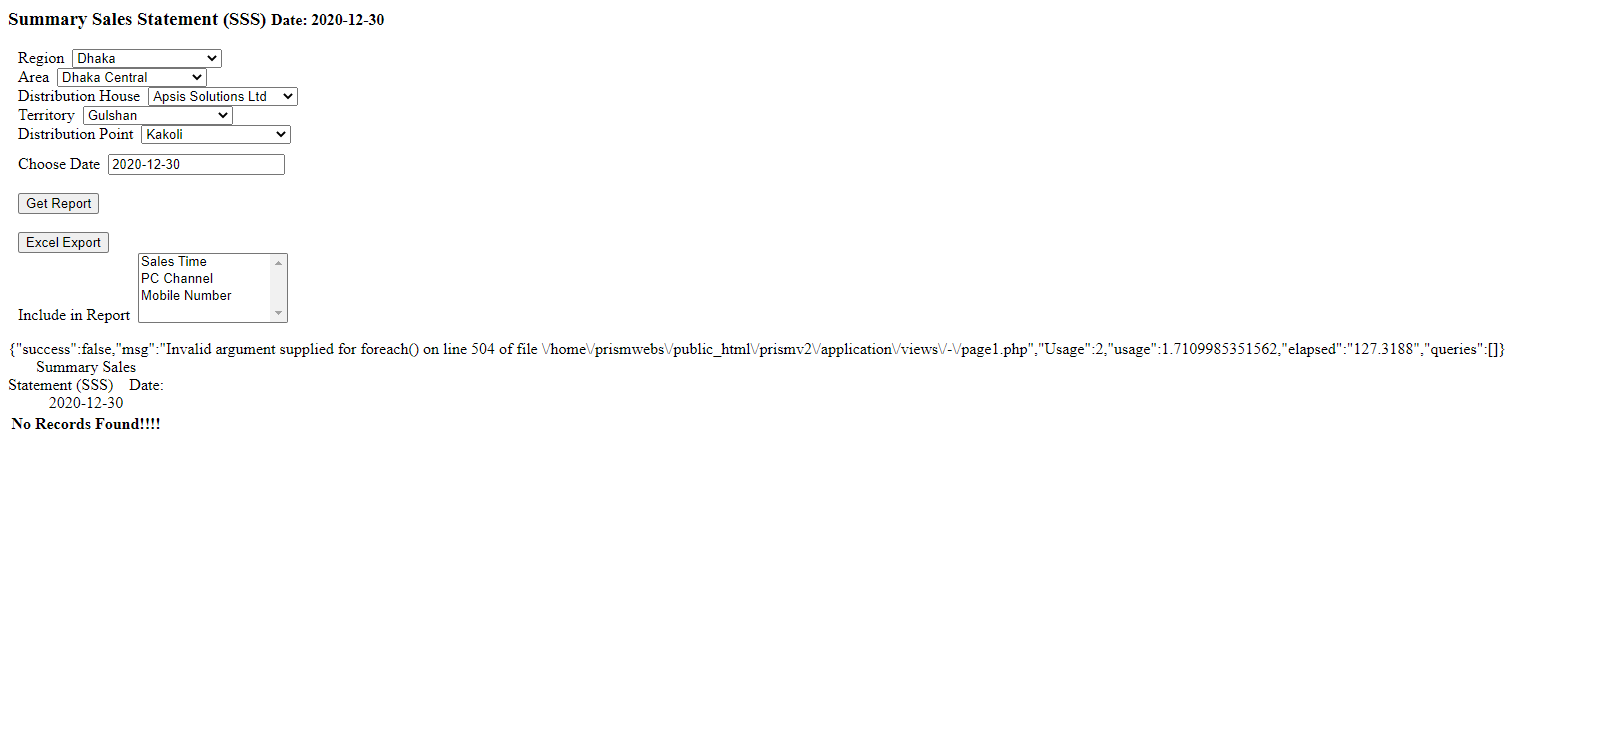 Summary Sales Statement (SSS) Date: 2020-12-30
Region Dhaka
Area Dhaka Central
Distribution House Apsis Solutions Ltd
Territory Gulshan
Distribution Point Kakoli
Choose Date 2020-12-30
Get Report
Excel Export
Sales Time
PC Channel
Mobile Number
Include in Report
{"success":false,"msg":"Invalid argument supplied for foreach() on line 504 of file \/home\/prismwebs\/public_html\/prismv2\/application\/views\/-\/page1.php","Usage":2,"usage":1.7109985351562,"elapsed":"127.3188","queries":[]}
Summary Sales
Statement (SSS) Date:
2020-12-30
No Records Found!!!!